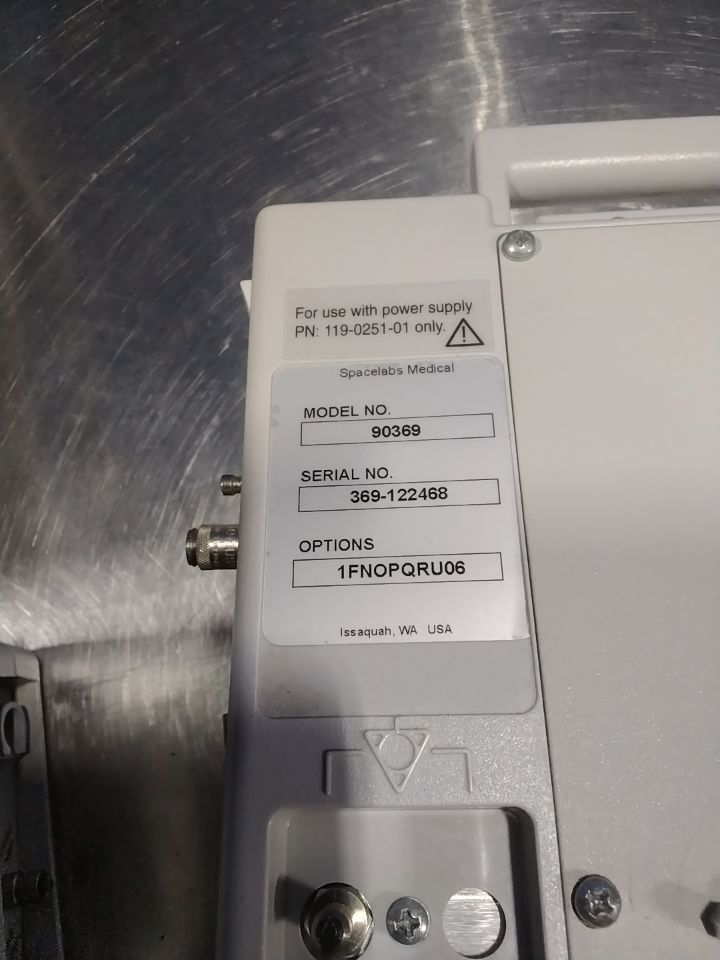 For use with power supply
PN: 119-0251-01 only.
Spacelabs Medical
MODEL NO.
90369
SERIAL NO.
369-122468
OPTIONS
1FNOPQRU06
Issaquah, WA USA